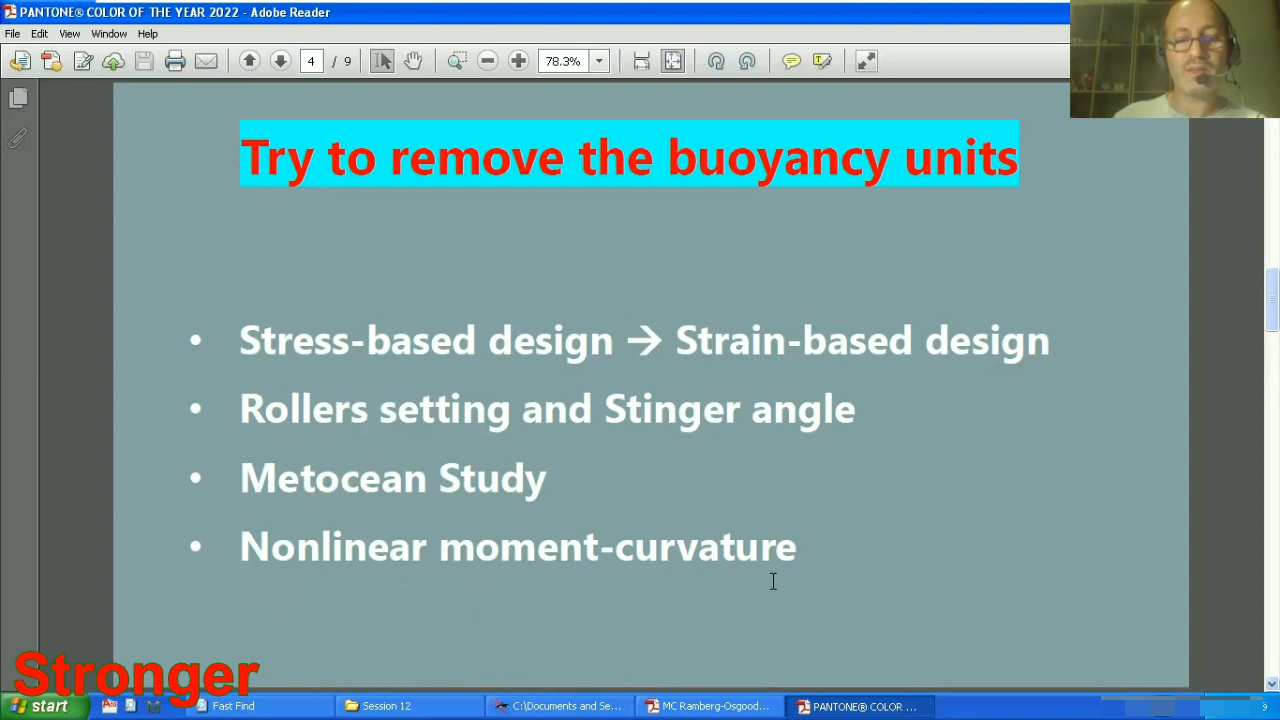 PANTONE® COLOR OF THE YEAR 2022 - Adobe Reader
File Edit View Window Help
4 / 9 78.3%
Try to remove the buoyancy units
• Stress-based design → Strain-based design
• Rollers setting and Stinger angle
• Metocean Study
• Nonlinear moment-curvature
Stronger
start Fast Find Session 12 C:\Documents and Se... MC Ramberg-Osgood... PANTONE® COLOR ... 9